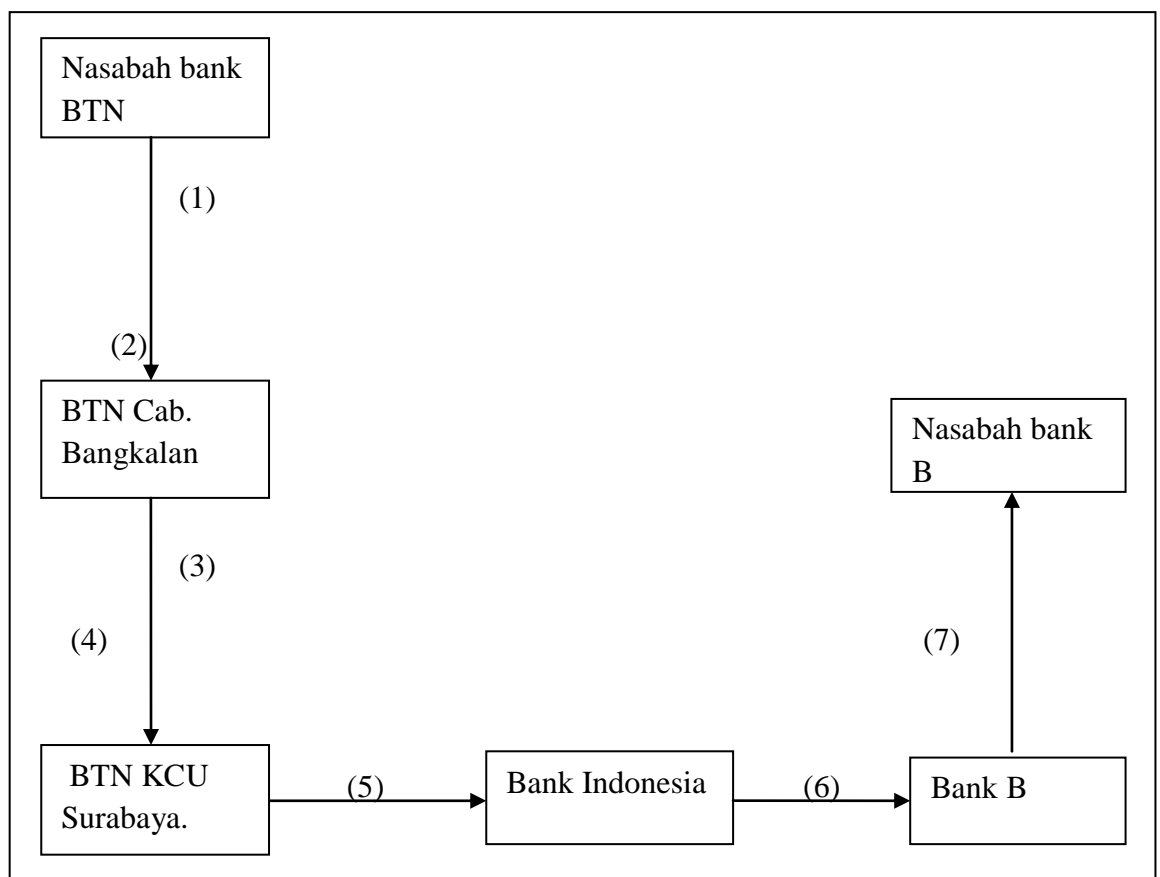 Nasabah bank
BTN
(1)
(2)
BTN Cab.
Bangkalan
(3)
(4)
BTN KCU
Surabaya.
(5)
Bank Indonesia
(6)
Bank B
(7)
Nasabah bank
B